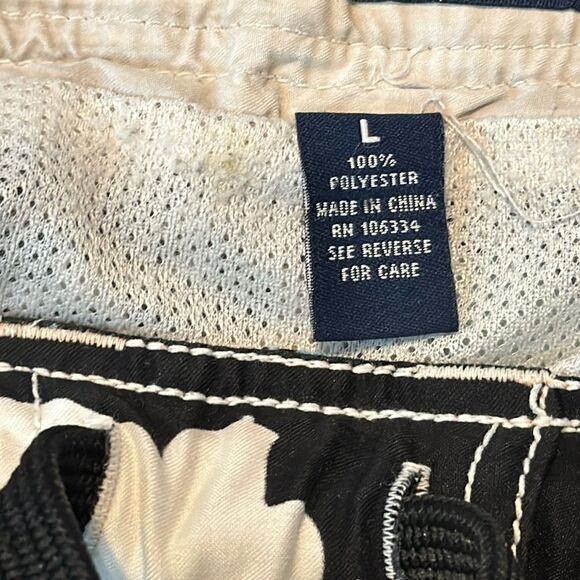 L
100%
POLYESTER
MADE IN CHINA
RN 106334
SEE REVERSE
FOR CARE